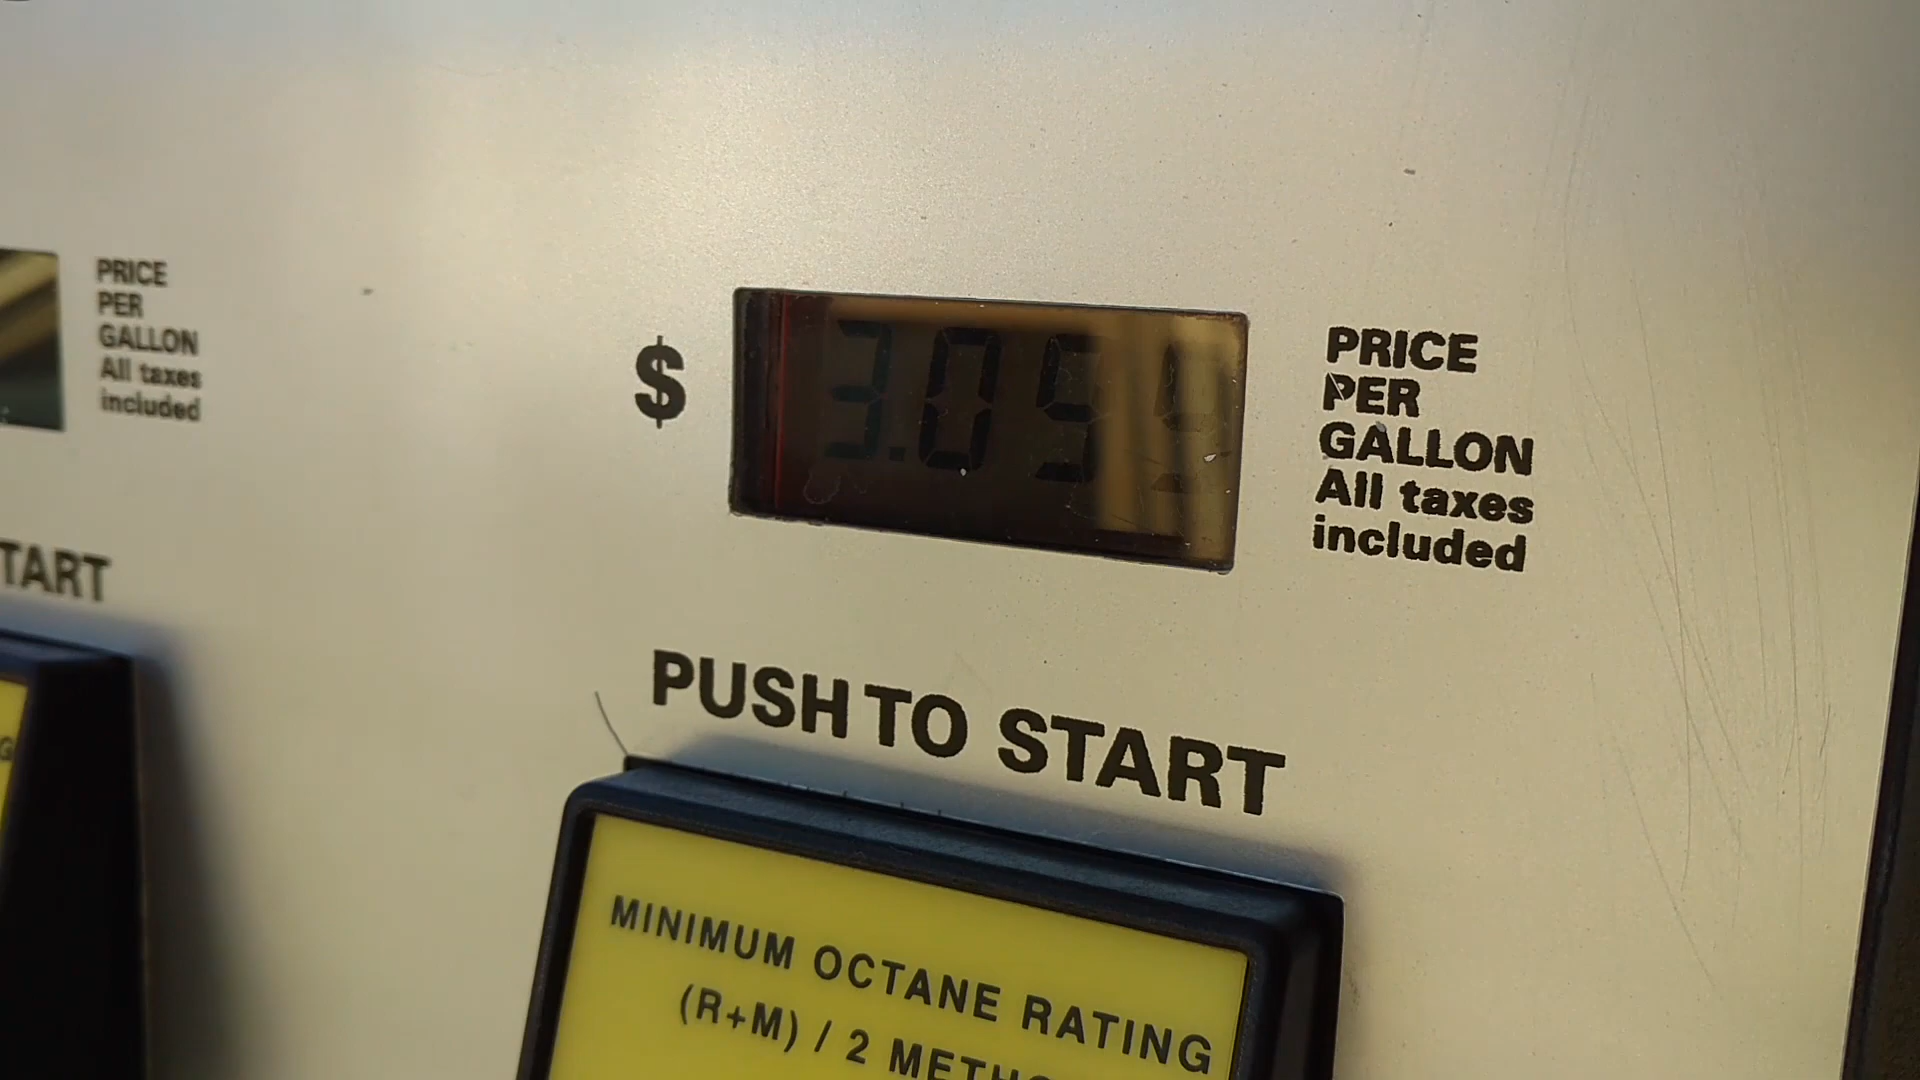 PRICE
PER
GALLON
All taxes
included
TART
$ 3.059
PRICE
PER
GALLON
All taxes
included
PUSH TO START
MINIMUM OCTANE RATING
(R+M) / 2